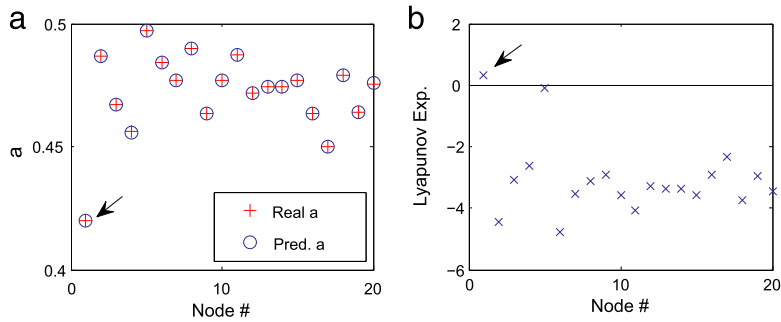 a
0.5
0.45
0.4
a
0
10
20
Node #
Real a
Pred. a
b
2
0
−2
−4
−6
Lyapunov Exp.
0
10
20
Node #